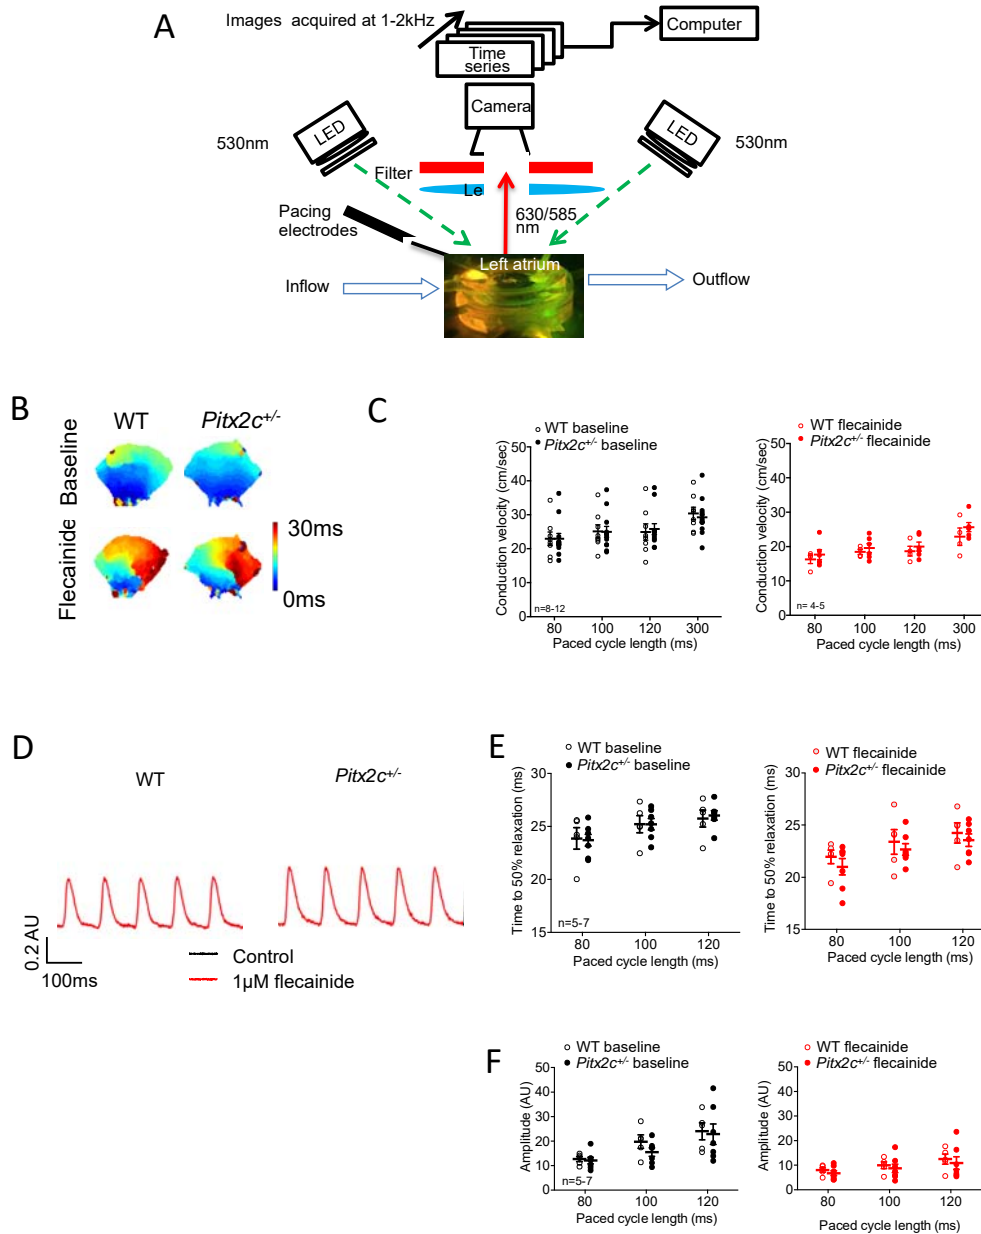 A
Images acquired at 1-2kHz
Time
series
Computer
Camera
LED
LED
530nm
530nm
Filter
Le
630/585
nm
Pacing
electrodes
Left atrium
Inflow
Outflow
B
WT
Pitx2c+/-
Baseline
Flecainide
30ms
0ms
C
WT baseline
Pitx2c+/- baseline
Conduction velocity (cm/sec)
50
40
30
20
10
0
n=8-12
80
100
120
300
Paced cycle length (ms)
WT flecainide
Pitx2c+/- flecainide
Conduction velocity (cm/sec)
50
40
30
20
10
0
n= 4-5
80
100
120
300
Paced cycle length (ms)
D
WT
Pitx2c+/-
0.2 AU
100ms
Control
1µM flecainide
E
WT baseline
Pitx2c+/- baseline
Time to 50% relaxation (ms)
30
25
20
15
n=5-7
80
100
120
Paced cycle length (ms)
WT flecainide
Pitx2c+/- flecainide
Time to 50% relaxation (ms)
30
25
20
15
80
100
120
Paced cycle length (ms)
F
WT baseline
Pitx2c+/- baseline
Amplitude (AU)
50
40
30
20
10
0
n=5-7
80
100
120
Paced cycle length (ms)
WT flecainide
Pitx2c+/- flecainide
Amplitude (AU)
50
40
30
20
10
0
80
100
120
Paced cycle length (ms)